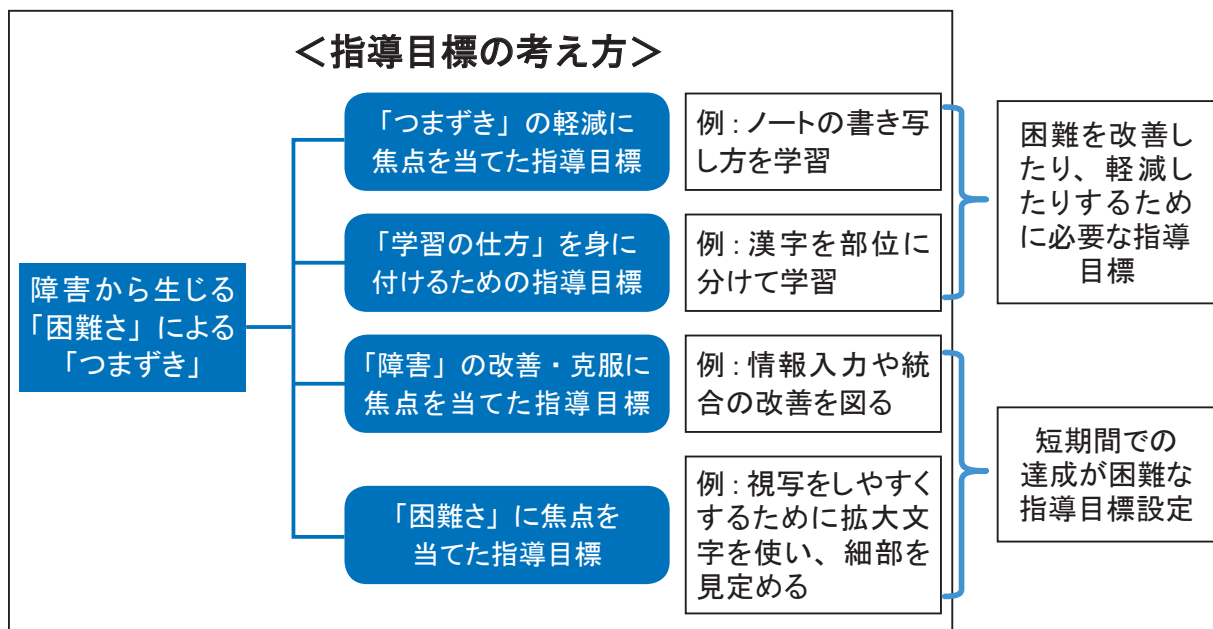 ＜指導目標の考え方＞
障害から生じる
「困難さ」による
「つまずき」
「つまずき」の軽減に
焦点を当てた指導目標
例：ノートの書き写
し方を学習
「学習の仕方」を身に
付けるための指導目標
例：漢字を部位に
分けて学習
困難を改善し
たり、軽減し
たりするため
に必要な指導
目標
「障害」の改善・克服に
焦点を当てた指導目標
例：情報入力や統
合の改善を図る
「困難さ」に焦点を
当てた指導目標
例：視写をしやすく
するために拡大文
字を使い、細部を
見定める
短期間での
達成が困難な
指導目標設定